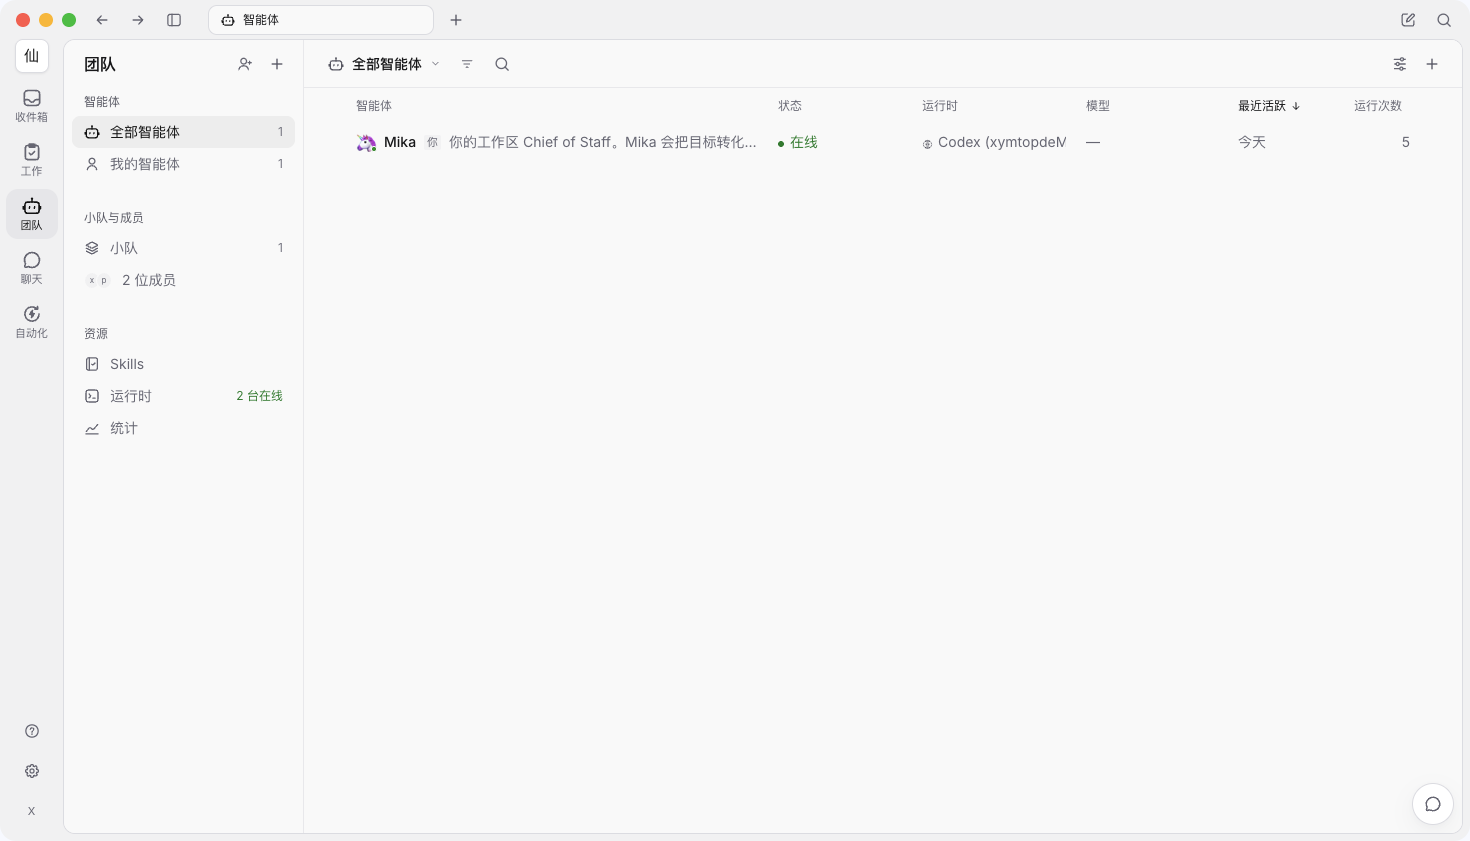 智能体
仙
收件箱
工作
团队
聊天
自动化
X
团队
智能体
全部智能体 1
我的智能体 1
小队与成员
小队 1
x p 2 位成员
资源
Skills
运行时 2 台在线
统计
全部智能体
智能体 状态 运行时 模型 最近活跃 运行次数
Mika 你 你的工作区 Chief of Staff。Mika 会把目标转化... 在线 Codex (xymtopdeM — 今天 5